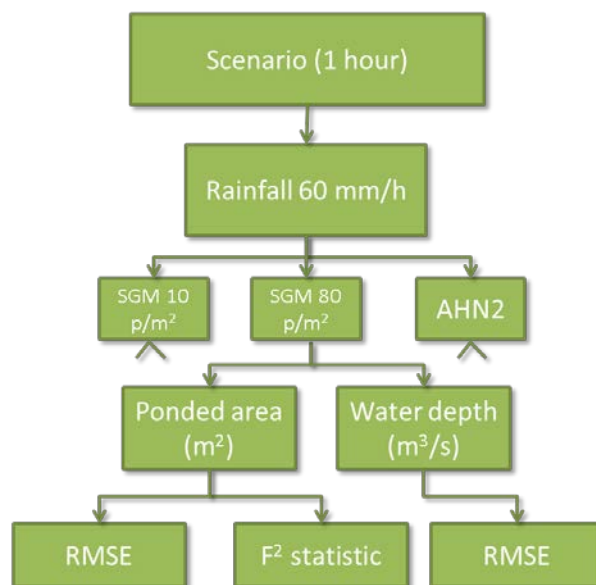 Scenario (1 hour)
Rainfall 60 mm/h
SGM 10
p/m²
SGM 80
p/m²
AHN2
Ponded area
(m²)
Water depth
(m³/s)
RMSE
F² statistic
RMSE